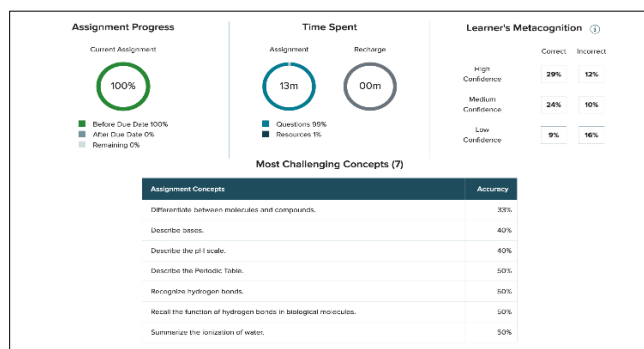 Assignment Progress
Time Spent
Learner's Metacognition ⓘ
Current Assignment
Assignment
Recharge
Correct
Incorrect
100%
13m
00m
High Confidence
29%
12%
Medium Confidence
24%
10%
Low Confidence
9%
16%
Before Due Date 100%
After Due Date 0%
Remaining 0%
Questions 99%
Resources 1%
Most Challenging Concepts (7)
Assignment Concepts
Accuracy
Differentiate between molecules and compounds.
33%
Describe bases.
40%
Describe the pH scale.
40%
Describe the Periodic Table.
50%
Recognize hydrogen bonds.
50%
Recall the function of hydrogen bonds in biological molecules.
50%
Summarize the ionization of water.
50%